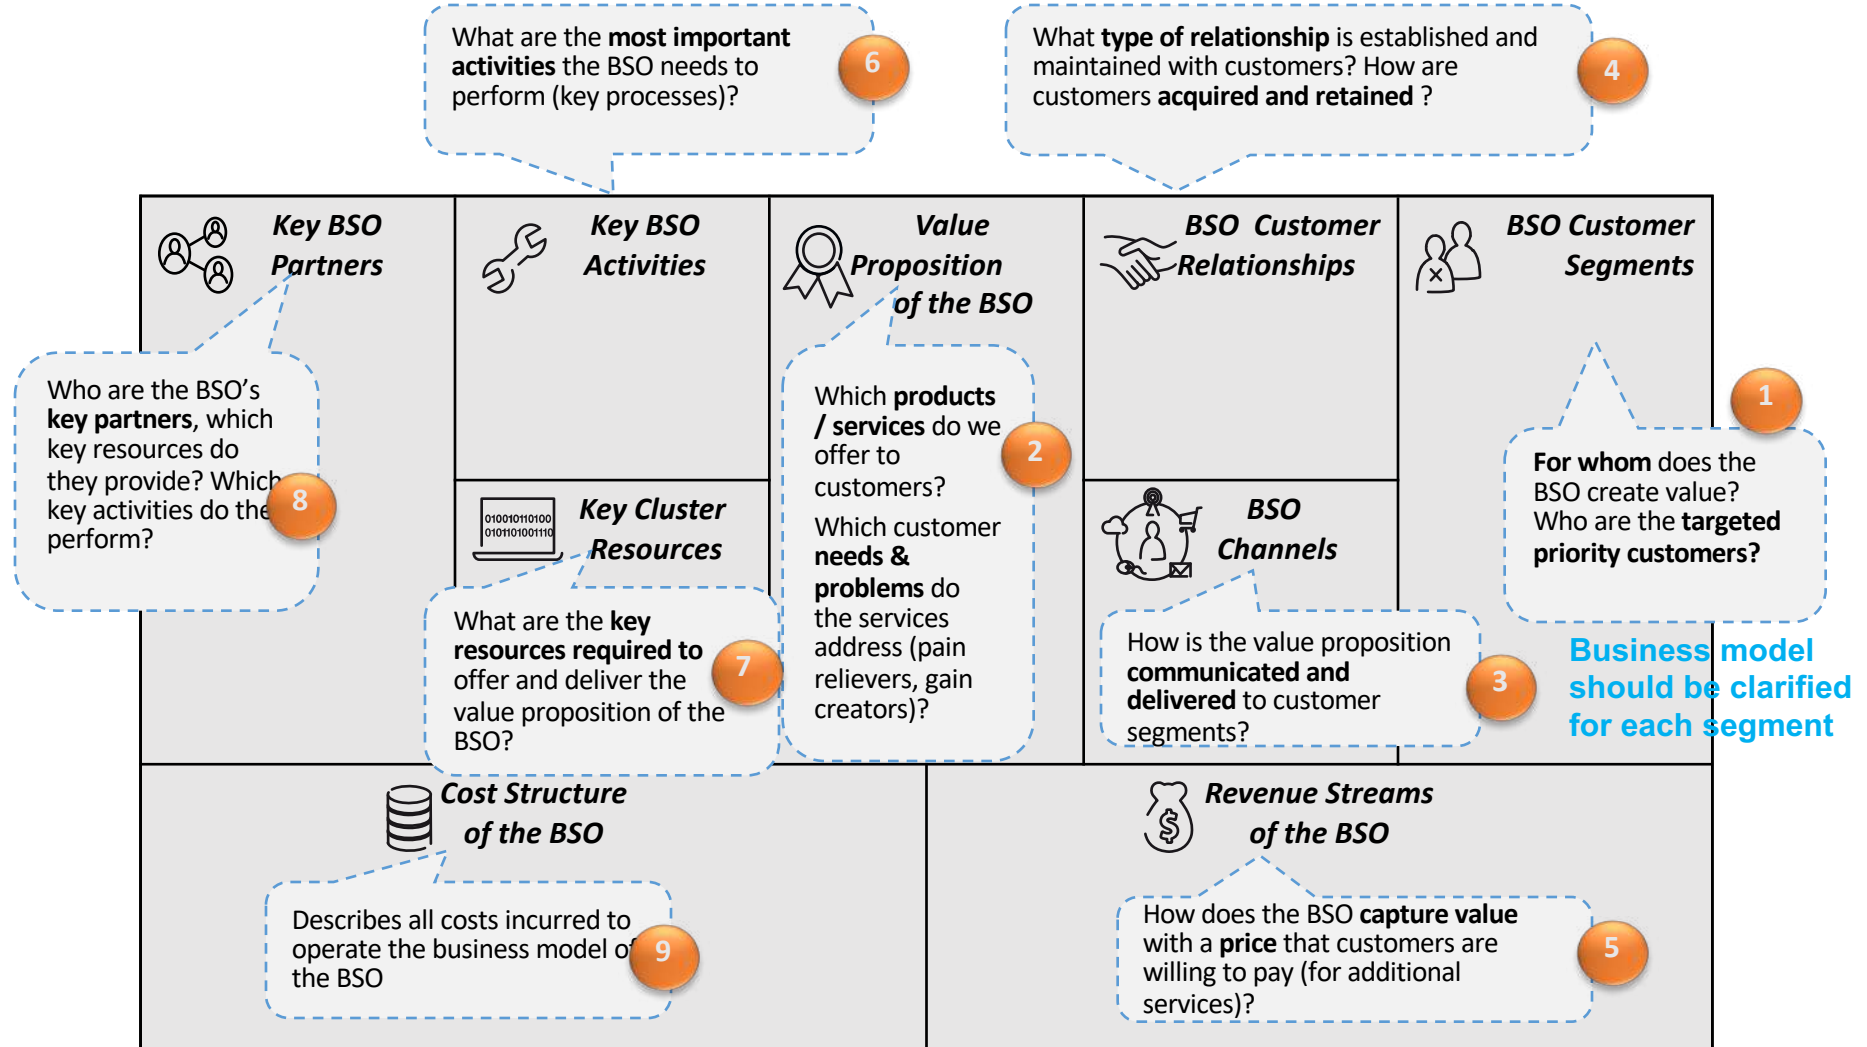 What are the most important
activities the BSO needs to
perform (key processes)?
6
What type of relationship is established and
maintained with customers? How are
customers acquired and retained ?
4
Key BSO
Partners
Key BSO
Activities
Value
Proposition
of the BSO
BSO Customer
Relationships
BSO Customer
Segments
Who are the BSO’s
key partners, which
key resources do
they provide? Which
key activities do the
perform?
8
Which products
/ services do we
offer to
customers?
Which customer
needs &
problems do
the services
address (pain
relievers, gain
creators)?
2
1
For whom does the
BSO create value?
Who are the targeted
priority customers?
010010110100
0101101001110
Key Cluster
Resources
What are the key
resources required to
offer and deliver the
value proposition of the
BSO?
7
BSO
Channels
How is the value proposition
communicated and
delivered to customer
segments?
3
Business model
should be clarified
for each segment
Cost Structure
of the BSO
Describes all costs incurred to
operate the business model of
the BSO
9
$
Revenue Streams
of the BSO
How does the BSO capture value
with a price that customers are
willing to pay (for additional
services)?
5